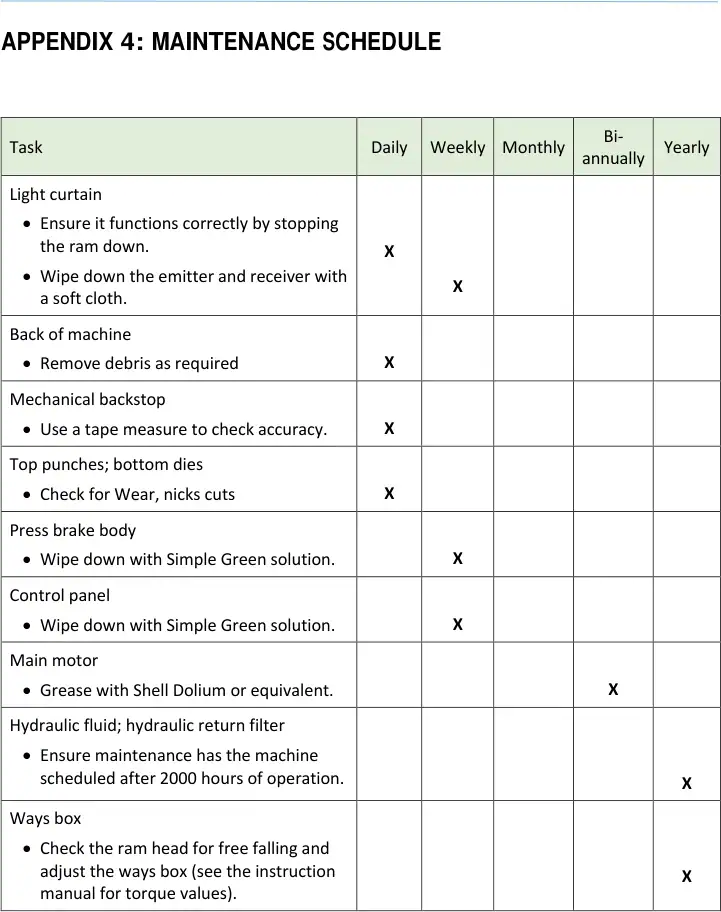 APPENDIX 4: MAINTENANCE SCHEDULE
Task Daily Weekly Monthly Bi-
annually Yearly
Light curtain
• Ensure it functions correctly by stopping
the ram down. X
• Wipe down the emitter and receiver with
a soft cloth. X
Back of machine
• Remove debris as required X
Mechanical backstop
• Use a tape measure to check accuracy. X
Top punches; bottom dies
• Check for Wear, nicks cuts X
Press brake body
• Wipe down with Simple Green solution. X
Control panel
• Wipe down with Simple Green solution. X
Main motor
• Grease with Shell Dolium or equivalent. X
Hydraulic fluid; hydraulic return filter
• Ensure maintenance has the machine
scheduled after 2000 hours of operation. X
Ways box
• Check the ram head for free falling and
adjust the ways box (see the instruction X
manual for torque values).